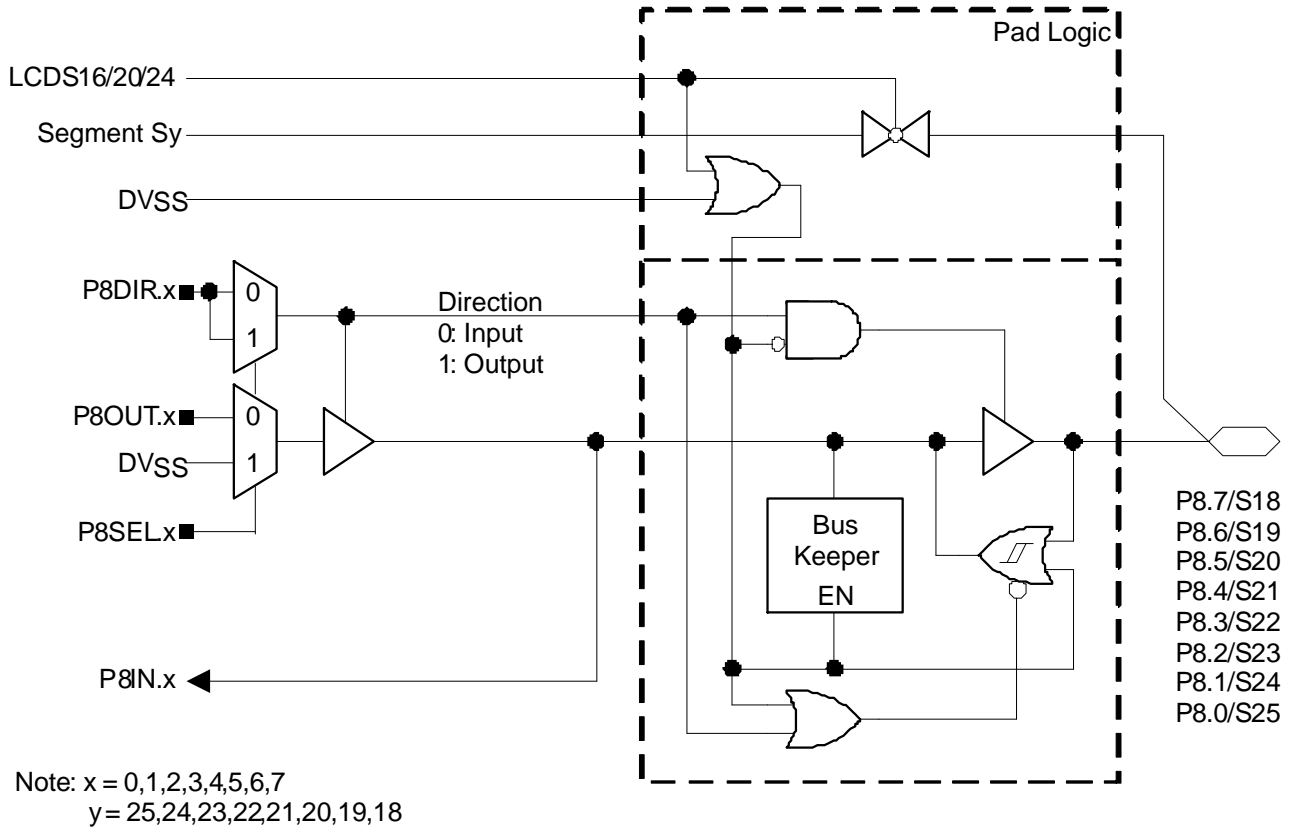 Pad Logic
LCDS16/20/24
Segment Sy
DVSS
P8DIR.x
0
1
Direction
0: Input
1: Output
P8OUT.x
0
DVSS
1
P8SEL.x
Bus
Keeper
EN
P8IN.x
P8.7/S18
P8.6/S19
P8.5/S20
P8.4/S21
P8.3/S22
P8.2/S23
P8.1/S24
P8.0/S25
Note: x = 0,1,2,3,4,5,6,7
y = 25,24,23,22,21,20,19,18